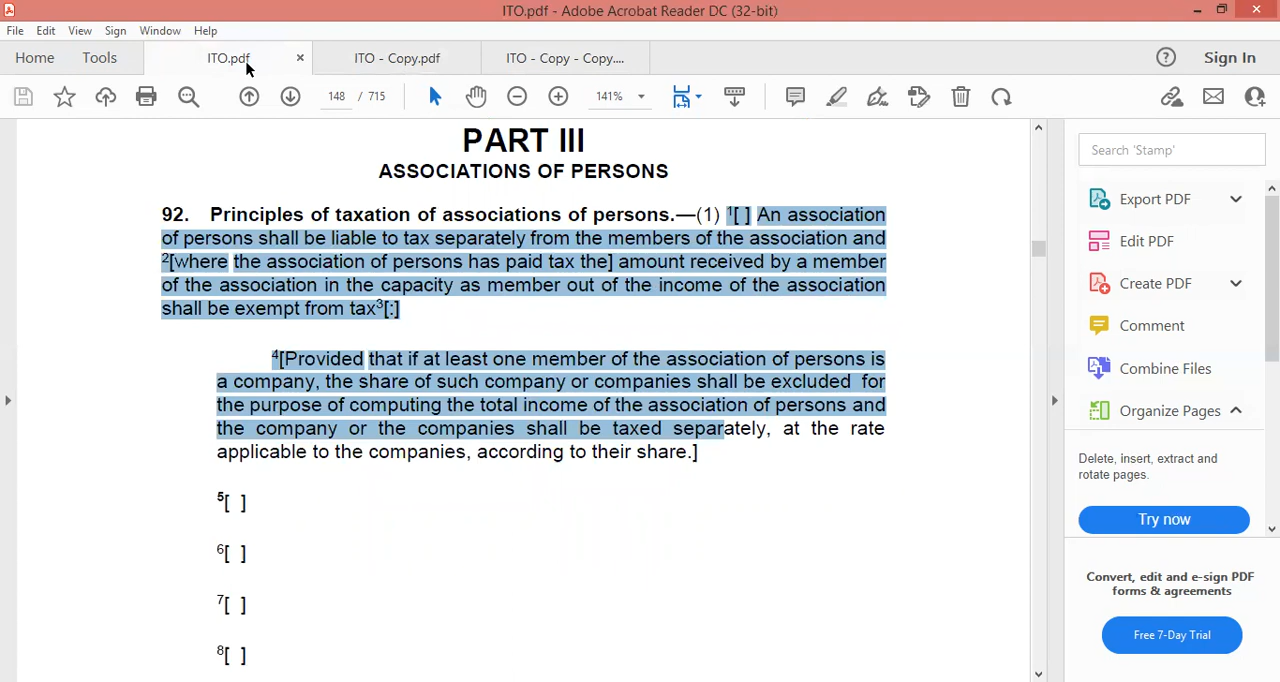 ITO.pdf - Adobe Acrobat Reader DC (32-bit)
File Edit View Sign Window Help
Home Tools ITO.pdf × ITO - Copy.pdf ITO - Copy - Copy.... ? Sign In
148 / 715 141%
PART III
ASSOCIATIONS OF PERSONS
92. Principles of taxation of associations of persons.—(1) ¹[ ] An association
of persons shall be liable to tax separately from the members of the association and
²[where the association of persons has paid tax the] amount received by a member
of the association in the capacity as member out of the income of the association
shall be exempt from tax³[:]
⁴[Provided that if at least one member of the association of persons is
a company, the share of such company or companies shall be excluded for
the purpose of computing the total income of the association of persons and
the company or the companies shall be taxed separately, at the rate
applicable to the companies, according to their share.]
⁵[ ]
⁶[ ]
⁷[ ]
⁸[ ]
Search 'Stamp'
Export PDF
Edit PDF
Create PDF
Comment
Combine Files
Organize Pages
Delete, insert, extract and
rotate pages.
Try now
Convert, edit and e-sign PDF
forms & agreements
Free 7-Day Trial